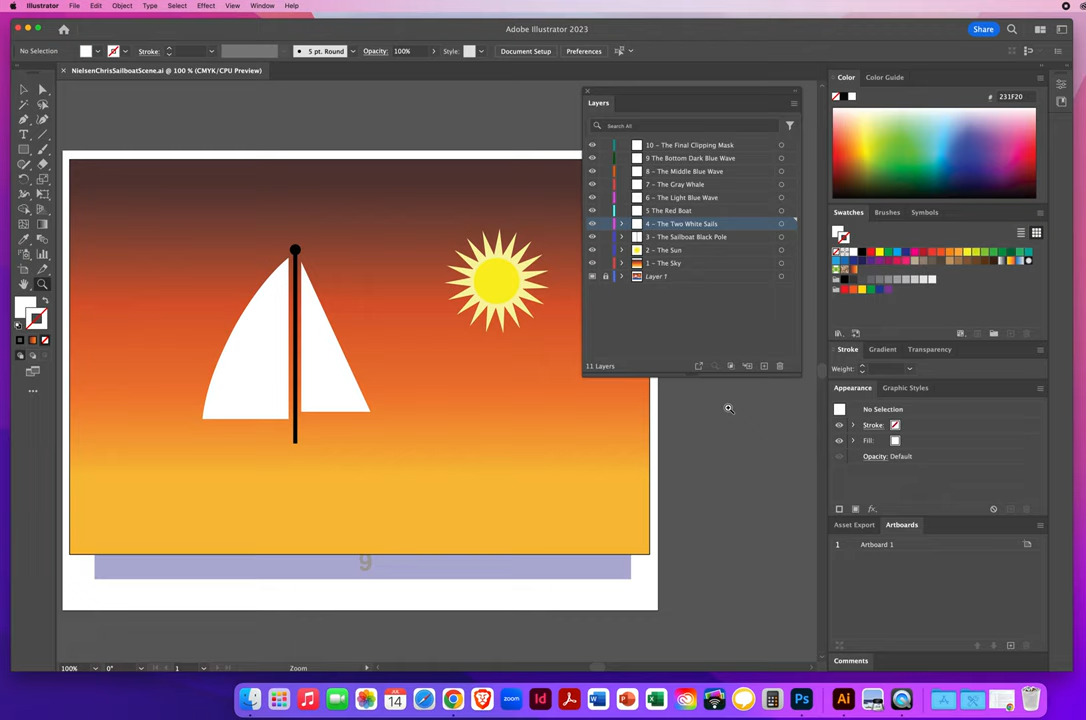 Illustrator File Edit Object Type Select Effect View Window Help
Adobe Illustrator 2023
Share
No Selection Stroke: 5 pt. Round Opacity: 100% Style: Document Setup Preferences
× NielsenChrisSailboatScene.ai @ 100 % (CMYK/CPU Preview)
Layers
Search All
10 - The Final Clipping Mask
9 The Bottom Dark Blue Wave
8 - The Middle Blue Wave
7 - The Gray Whale
6 - The Light Blue Wave
5 The Red Boat
4 - The Two White Sails
3 - The Sailboat Black Pole
2 - The Sun
1 - The Sky
Layer 1
11 Layers
Color Color Guide
# 231F20
Swatches Brushes Symbols
Stroke Gradient Transparency
Weight:
Appearance Graphic Styles
No Selection
Stroke:
Fill:
Opacity: Default
Asset Export Artboards
1 Artboard 1
Comments
9
100% 0° 1 Zoom
JUL
14
zoom
Id
W
P
X
Ps
Ai